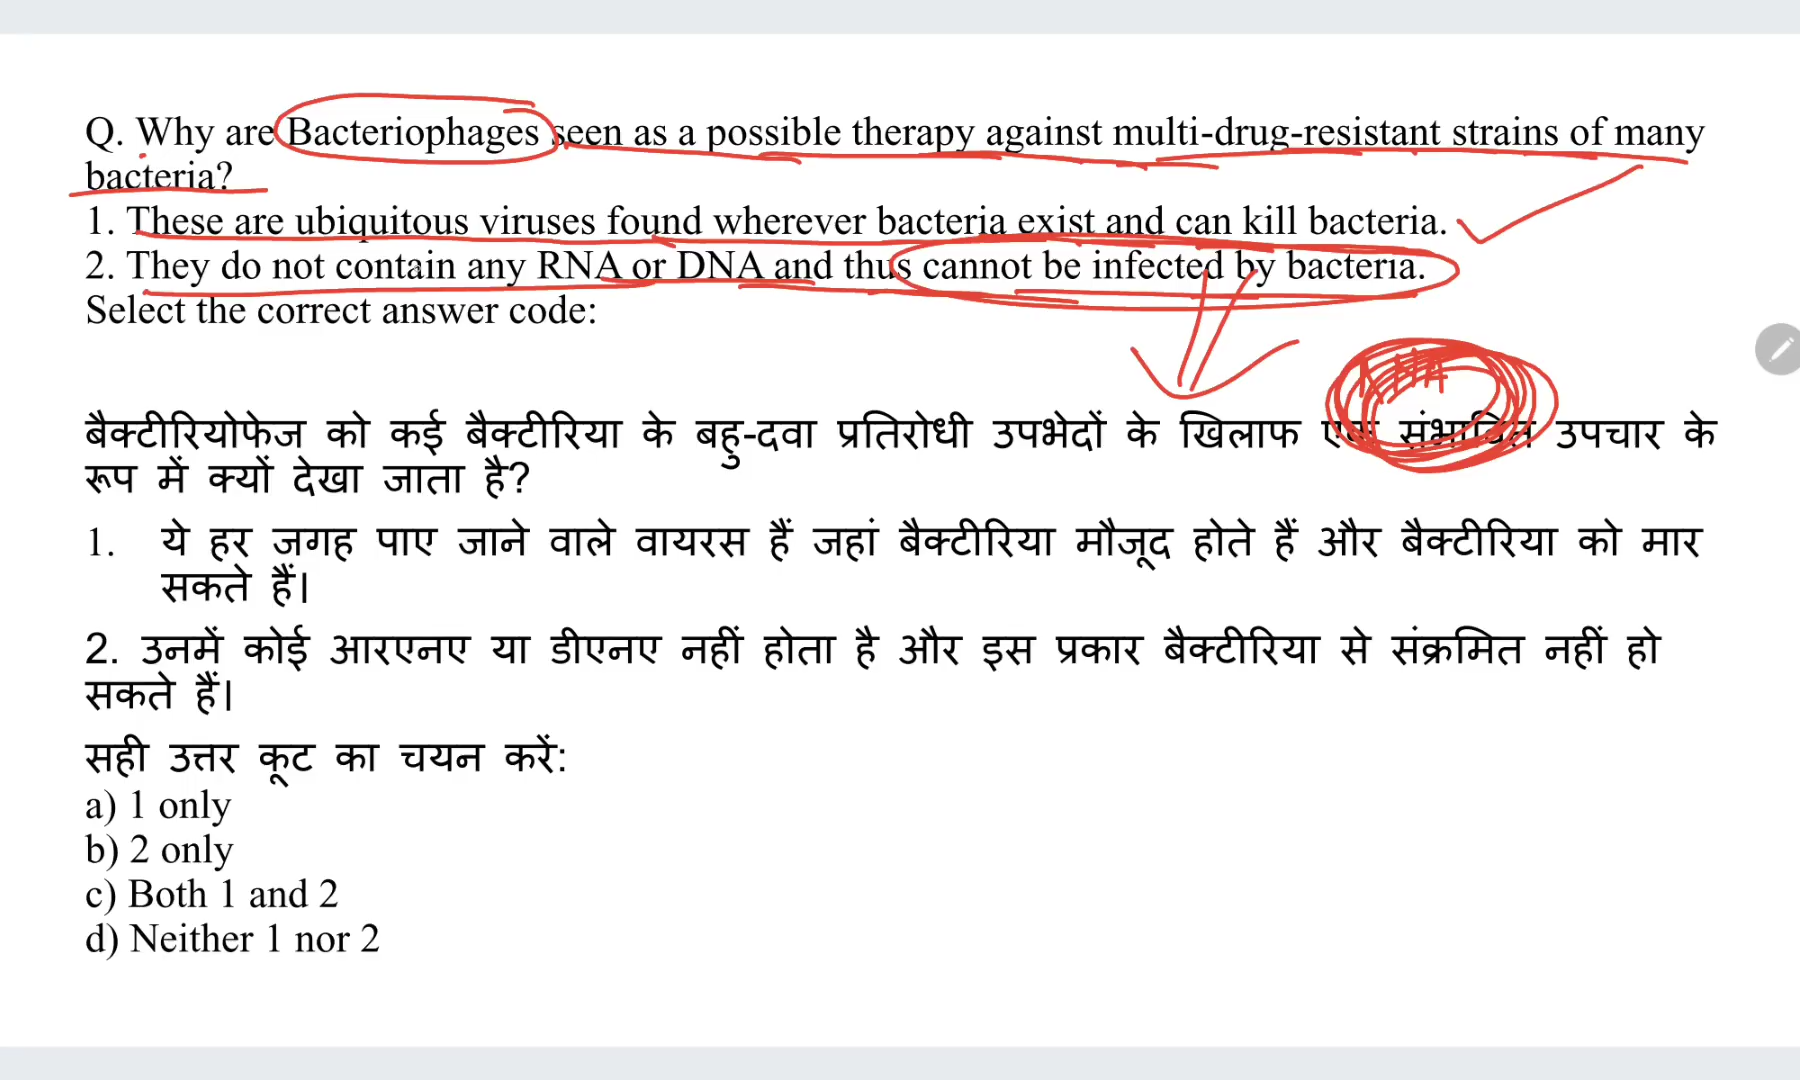 Q. Why are Bacteriophages seen as a possible therapy against multi-drug-resistant strains of many
bacteria?
1. These are ubiquitous viruses found wherever bacteria exist and can kill bacteria.
2. They do not contain any RNA or DNA and thus cannot be infected by bacteria.
Select the correct answer code:
बैक्टीरियोफेज को कई बैक्टीरिया के बहु-दवा प्रतिरोधी उपभेदों के खिलाफ एक संभावित उपचार के
रूप में क्यों देखा जाता है?
1. ये हर जगह पाए जाने वाले वायरस हैं जहां बैक्टीरिया मौजूद होते हैं और बैक्टीरिया को मार
सकते हैं।
2. उनमें कोई आरएनए या डीएनए नहीं होता है और इस प्रकार बैक्टीरिया से संक्रमित नहीं हो
सकते हैं।
सही उत्तर कूट का चयन करें:
a) 1 only
b) 2 only
c) Both 1 and 2
d) Neither 1 nor 2